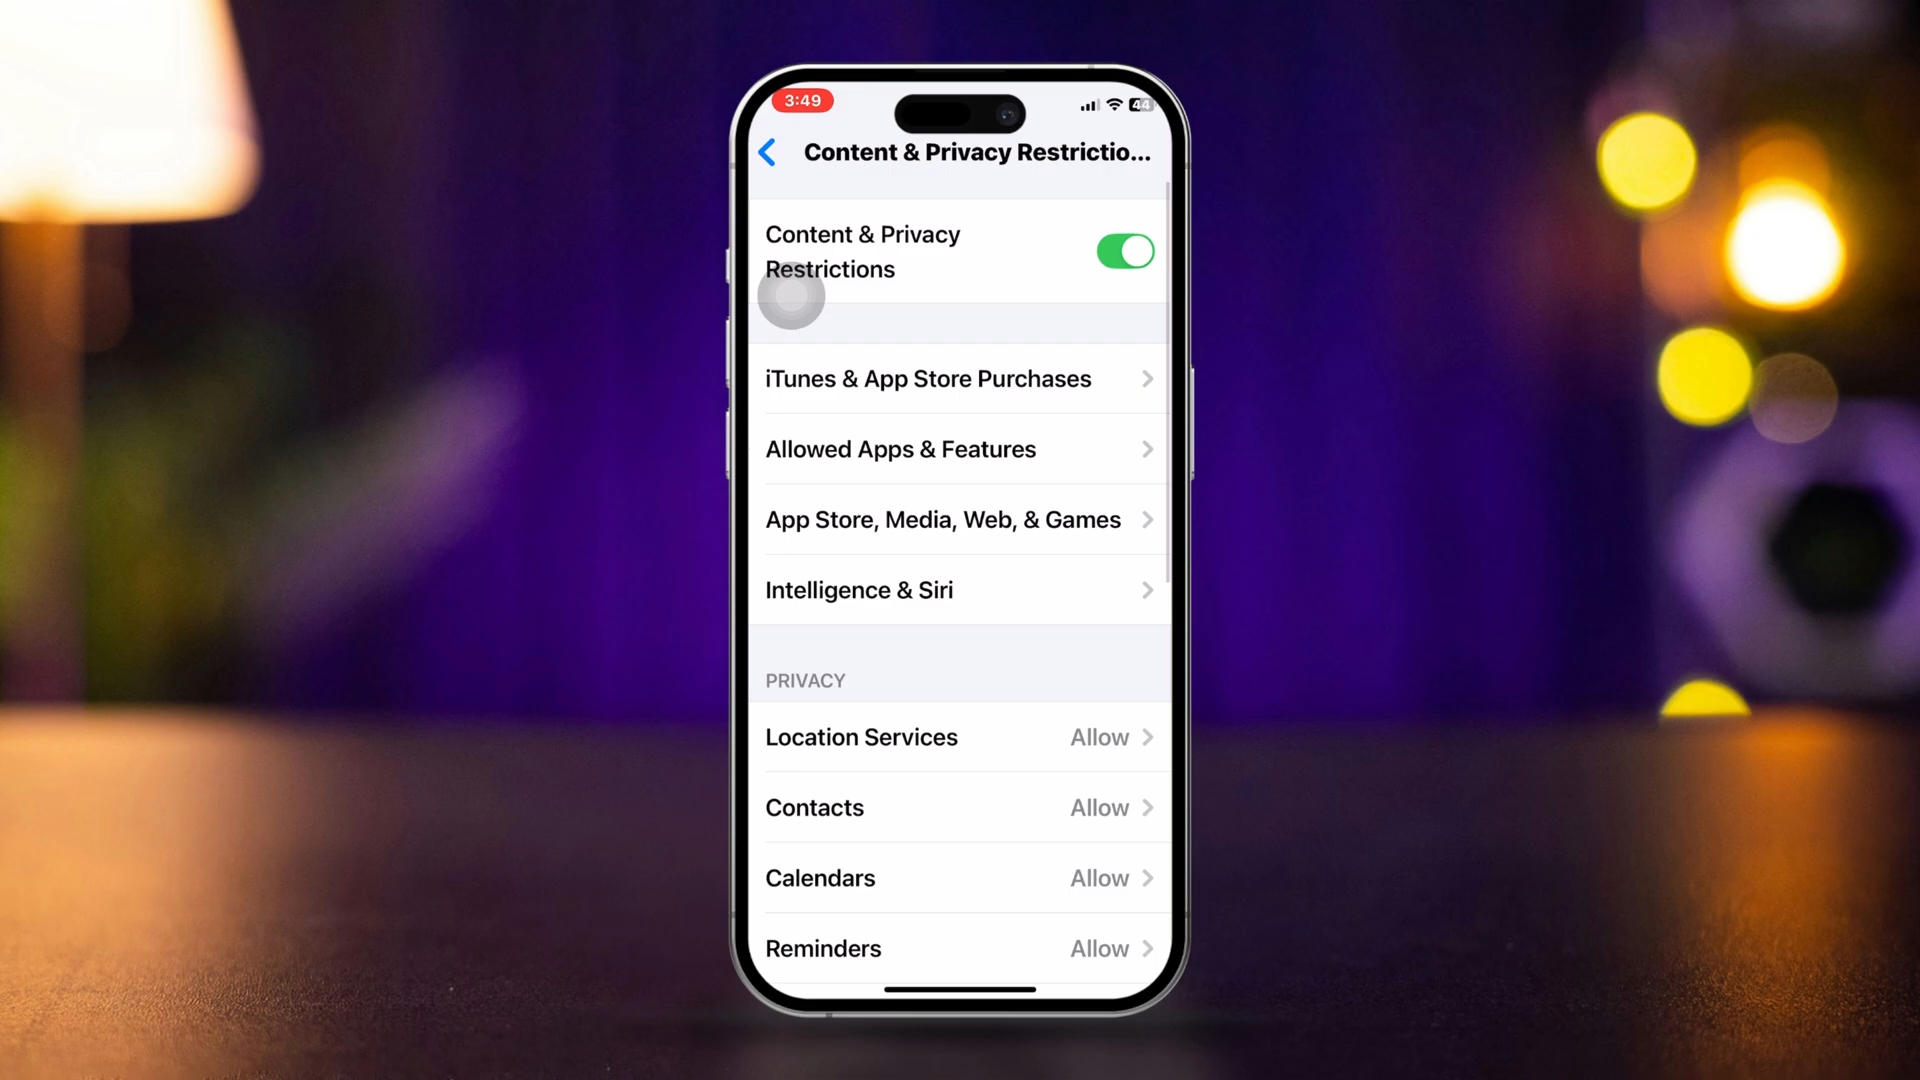 3:49
44
Content & Privacy Restrictio...
Content & Privacy
Restrictions
iTunes & App Store Purchases
Allowed Apps & Features
App Store, Media, Web, & Games
Intelligence & Siri
PRIVACY
Location Services Allow
Contacts Allow
Calendars Allow
Reminders Allow